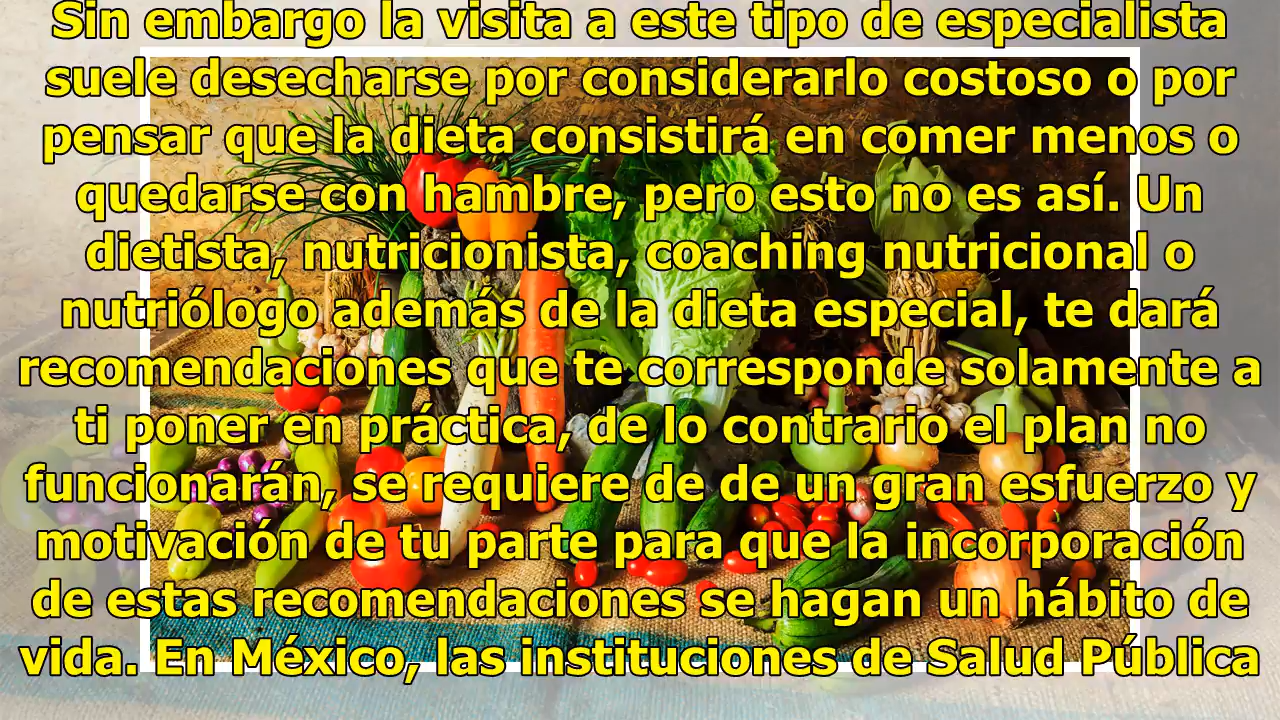 Sin embargo la visita a este tipo de especialista
suele desecharse por considerarlo costoso o por
pensar que la dieta consistirá en comer menos o
quedarse con hambre, pero esto no es así. Un
dietista, nutricionista, coaching nutricional o
nutriólogo además de la dieta especial, te dará
recomendaciones que te corresponde solamente a
ti poner en práctica, de lo contrario el plan no
funcionarán, se requiere de de un gran esfuerzo y
motivación de tu parte para que la incorporación
de estas recomendaciones se hagan un hábito de
vida. En México, las instituciones de Salud Pública